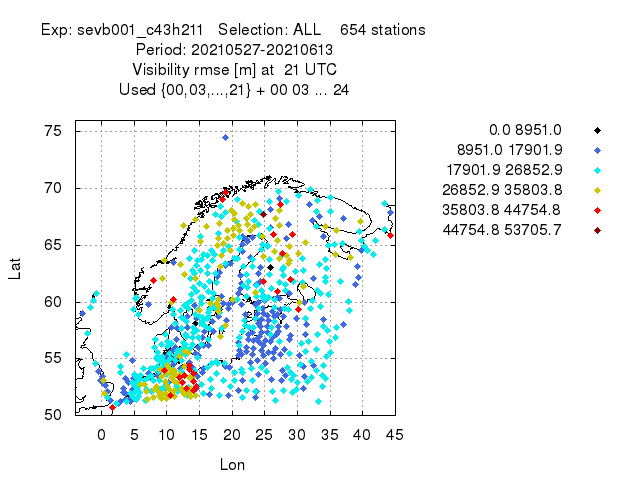 Exp: sevb001_c43h211   Selection: ALL    654 stations
Period: 20210527-20210613
Visibility rmse [m] at  21 UTC
Used {00,03,...,21} + 00 03 ... 24
0.0 8951.0
8951.0 17901.9
17901.9 26852.9
26852.9 35803.8
35803.8 44754.8
44754.8 53705.7
75
70
65
60
55
50
Lat
0 5 10 15 20 25 30 35 40 45
Lon